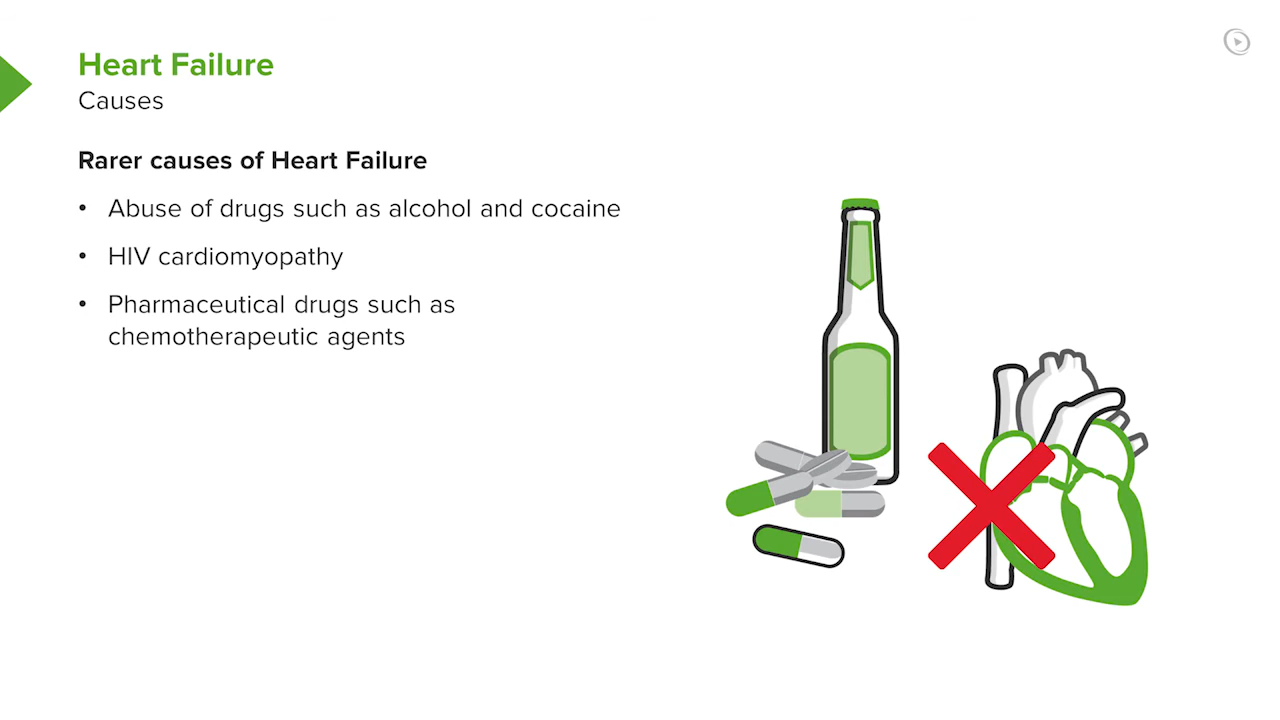 Heart Failure
Causes
Rarer causes of Heart Failure
• Abuse of drugs such as alcohol and cocaine
• HIV cardiomyopathy
• Pharmaceutical drugs such as
chemotherapeutic agents